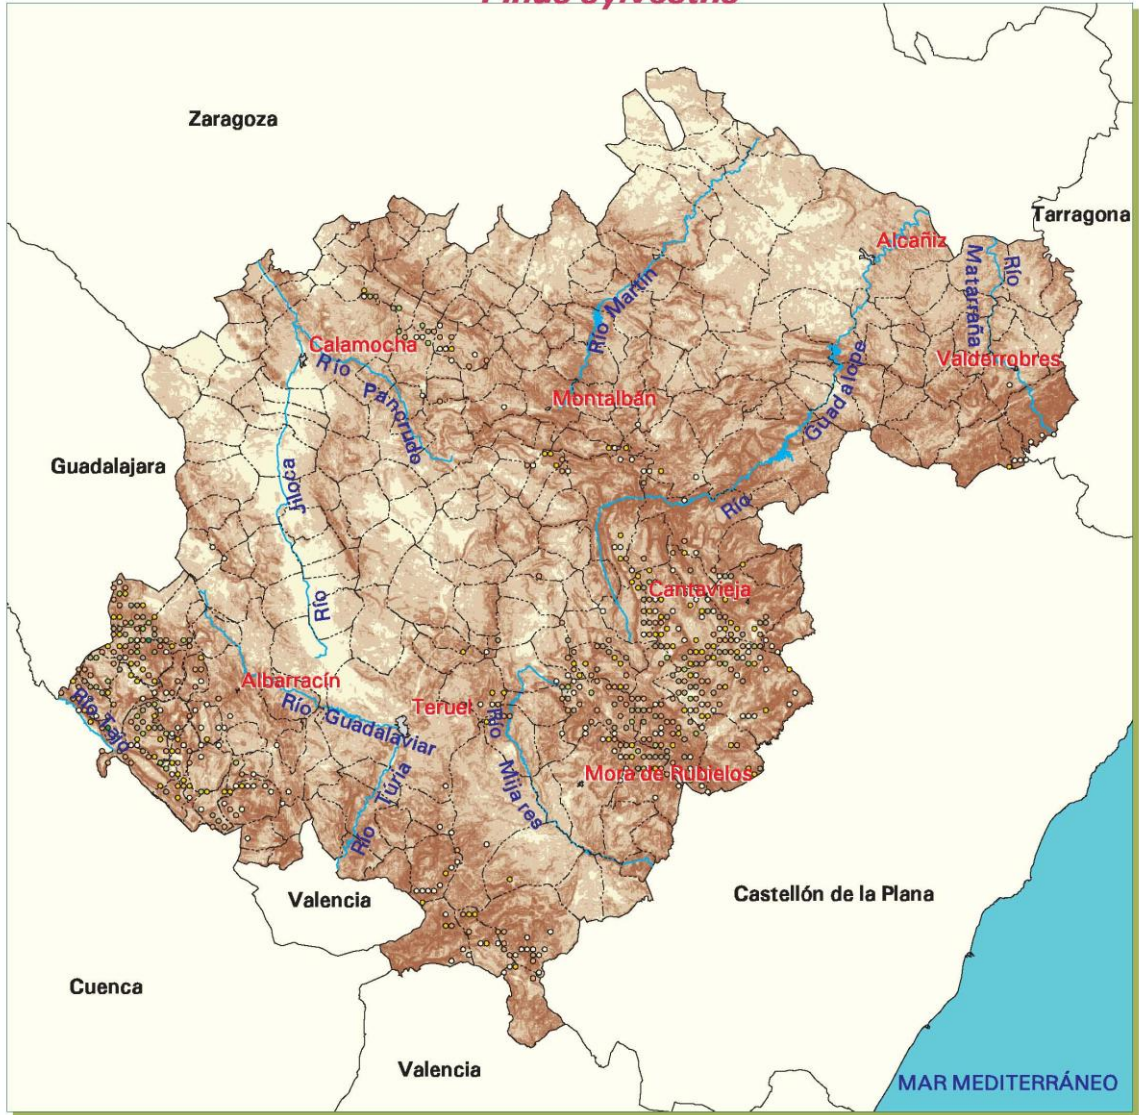 Pinus sylvestris
Zaragoza
Tarragona
Alcañiz
Río
Matarraña
Río Martín
Calamocha
Valderrobres
Río Pancrudo
Montalbán
Guadalope
Río
Guadalajara
Jiloca
Río
Cantavieja
Albarracín
Río Guadalaviar
Teruel
Río Tajo
Río Mijares
Mora de Rubielos
Río Túria
Valencia
Castellón de la Plana
Cuenca
Valencia
MAR MEDITERRÁNEO